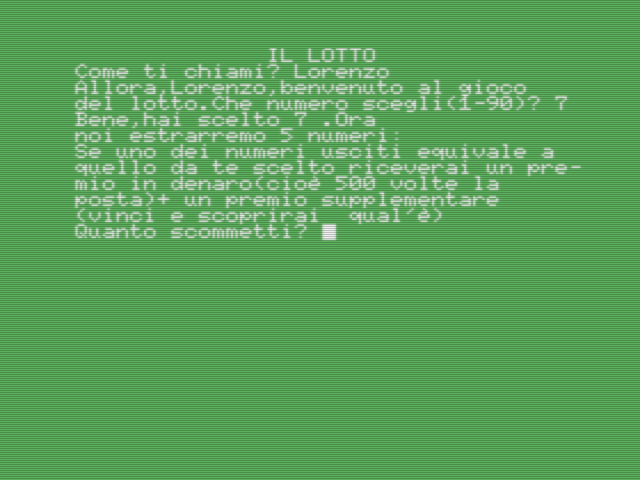 IL LOTTO
Come ti chiami? Lorenzo
Allora,Lorenzo,benvenuto al gioco
del lotto.Che numero scegli(1-90)? 7
Bene,hai scelto 7 .Ora
noi estrarremo 5 numeri:
Se uno dei numeri usciti equivale a
quello da te scelto riceverai un pre-
mio in denaro(cioè 500 volte la
posta)+ un premio supplementare
(vinci e scoprirai  qual'è)
Quanto scommetti?